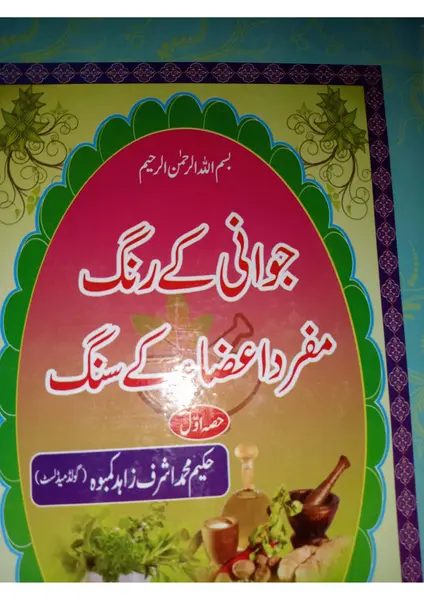 بسم اللہ الرحمٰن الرحیم
جوانی کے رنگ
مفرد اعضاء کے سنگ
حصہ اوّل
حکیم محمد اشرف زاہد کمبوہ (گولڈ میڈلسٹ)